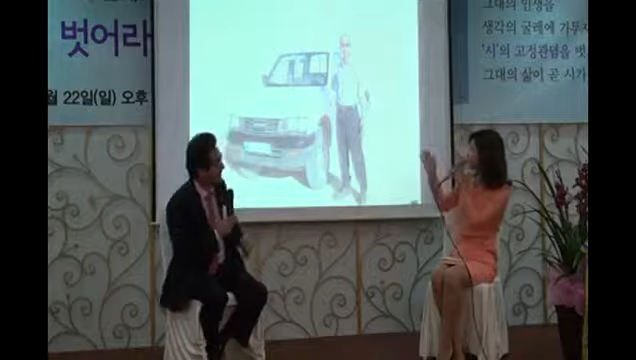 벗어라
월 22일(일) 오후
그대의 인생을
생각의 굴레에 가두지
'시'의 고정관념을 벗
그대의 삶이 곧 시가